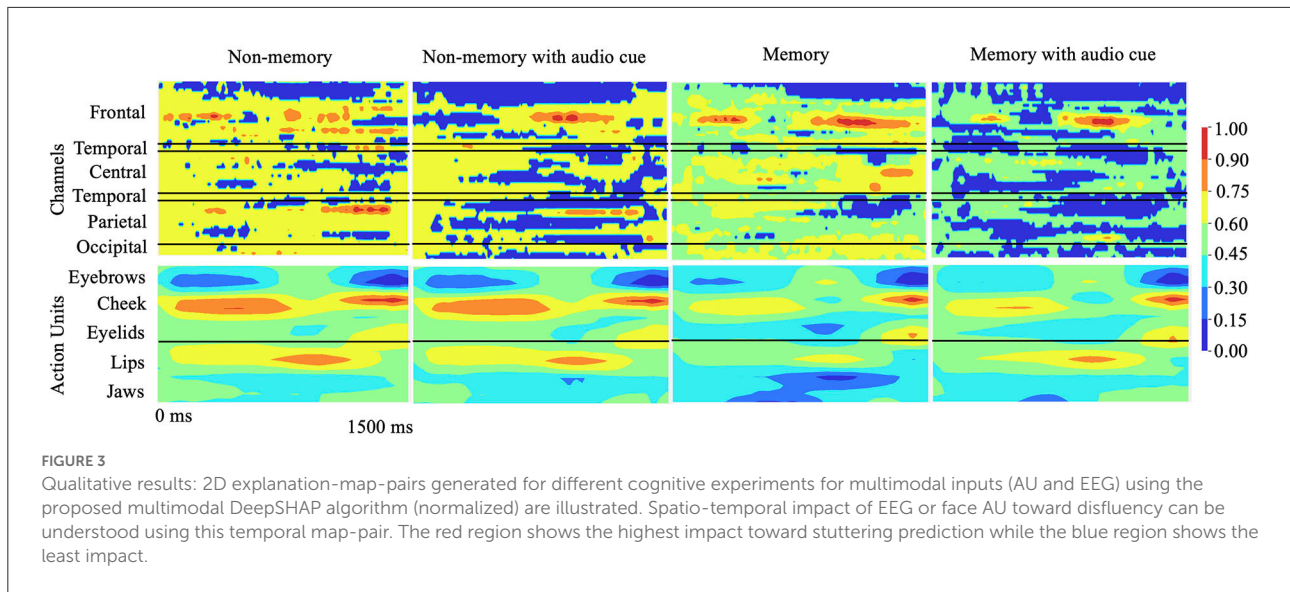 Non-memory
Non-memory with audio cue
Memory
Memory with audio cue
Channels
Frontal
Temporal
Central
Temporal
Parietal
Occipital
Action Units
Eyebrows
Cheek
Eyelids
Lips
Jaws
0 ms
1500 ms
1.00
0.90
0.75
0.60
0.45
0.30
0.15
0.00
FIGURE 3
Qualitative results: 2D explanation-map-pairs generated for different cognitive experiments for multimodal inputs (AU and EEG) using the
proposed multimodal DeepSHAP algorithm (normalized) are illustrated. Spatio-temporal impact of EEG or face AU toward disfluency can be
understood using this temporal map-pair. The red region shows the highest impact toward stuttering prediction while the blue region shows the
least impact.